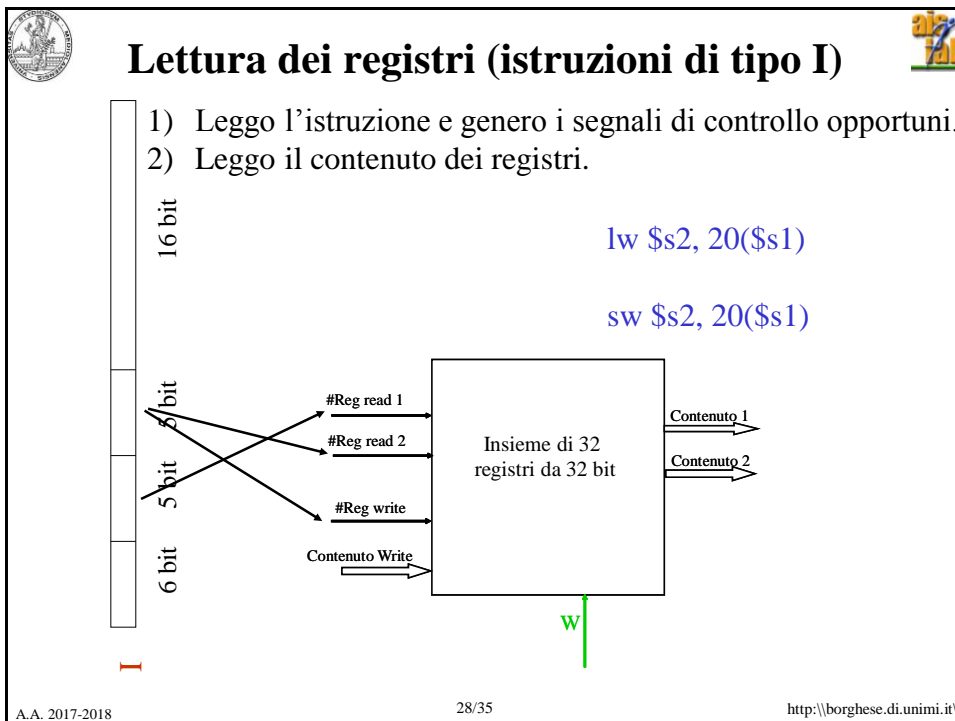 Lettura dei registri (istruzioni di tipo I)
1) Leggo l'istruzione e genero i segnali di controllo opportuni.
2) Leggo il contenuto dei registri.
16 bit
lw $s2, 20($s1)
sw $s2, 20($s1)
5 bit
#Reg read 1
Contenuto 1
#Reg read 2
Insieme di 32
registri da 32 bit
Contenuto 2
5 bit
#Reg write
Contenuto Write
6 bit
W
I
A.A. 2017-2018
28/35
http:\\borghese.di.unimi.it\